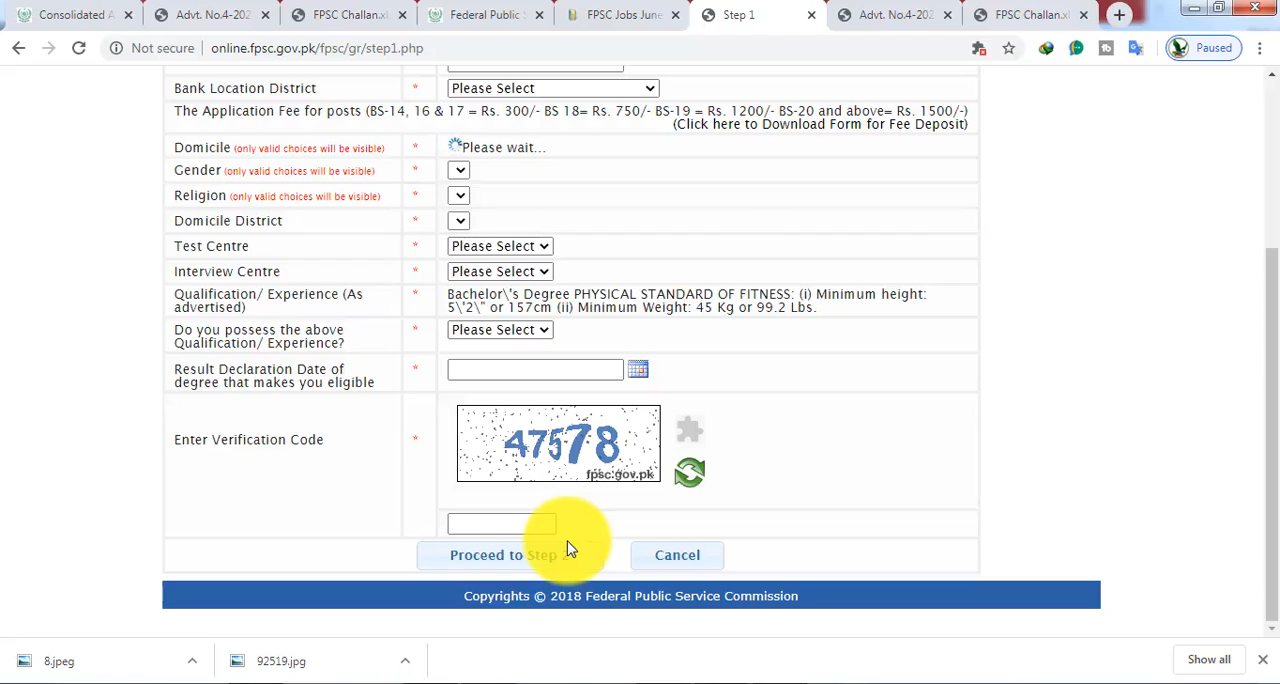 Consolidated A
Advt. No.4-202
FPSC Challan.xl
Federal Public S
FPSC Jobs June
Step 1
Advt. No.4-202
FPSC Challan.xl
Not secure
online.fpsc.gov.pk/fpsc/gr/step1.php
Paused
Bank Location District * Please Select
The Application Fee for posts (BS-14, 16 & 17 = Rs. 300/- BS 18= Rs. 750/- BS-19 = Rs. 1200/- BS-20 and above= Rs. 1500/-)
(Click here to Download Form for Fee Deposit)
Domicile (only valid choices will be visible) * Please wait...
Gender (only valid choices will be visible) *
Religion (only valid choices will be visible) *
Domicile District *
Test Centre * Please Select
Interview Centre * Please Select
Qualification/ Experience (As advertised) *
Bachelor\'s Degree PHYSICAL STANDARD OF FITNESS: (i) Minimum height:
5\'2\" or 157cm (ii) Minimum Weight: 45 Kg or 99.2 Lbs.
Do you possess the above
Qualification/ Experience? * Please Select
Result Declaration Date of
degree that makes you eligible *
Enter Verification Code *
47578
fpsc.gov.pk
Proceed to Step 2
Cancel
Copyrights © 2018 Federal Public Service Commission
8.jpeg
92519.jpg
Show all